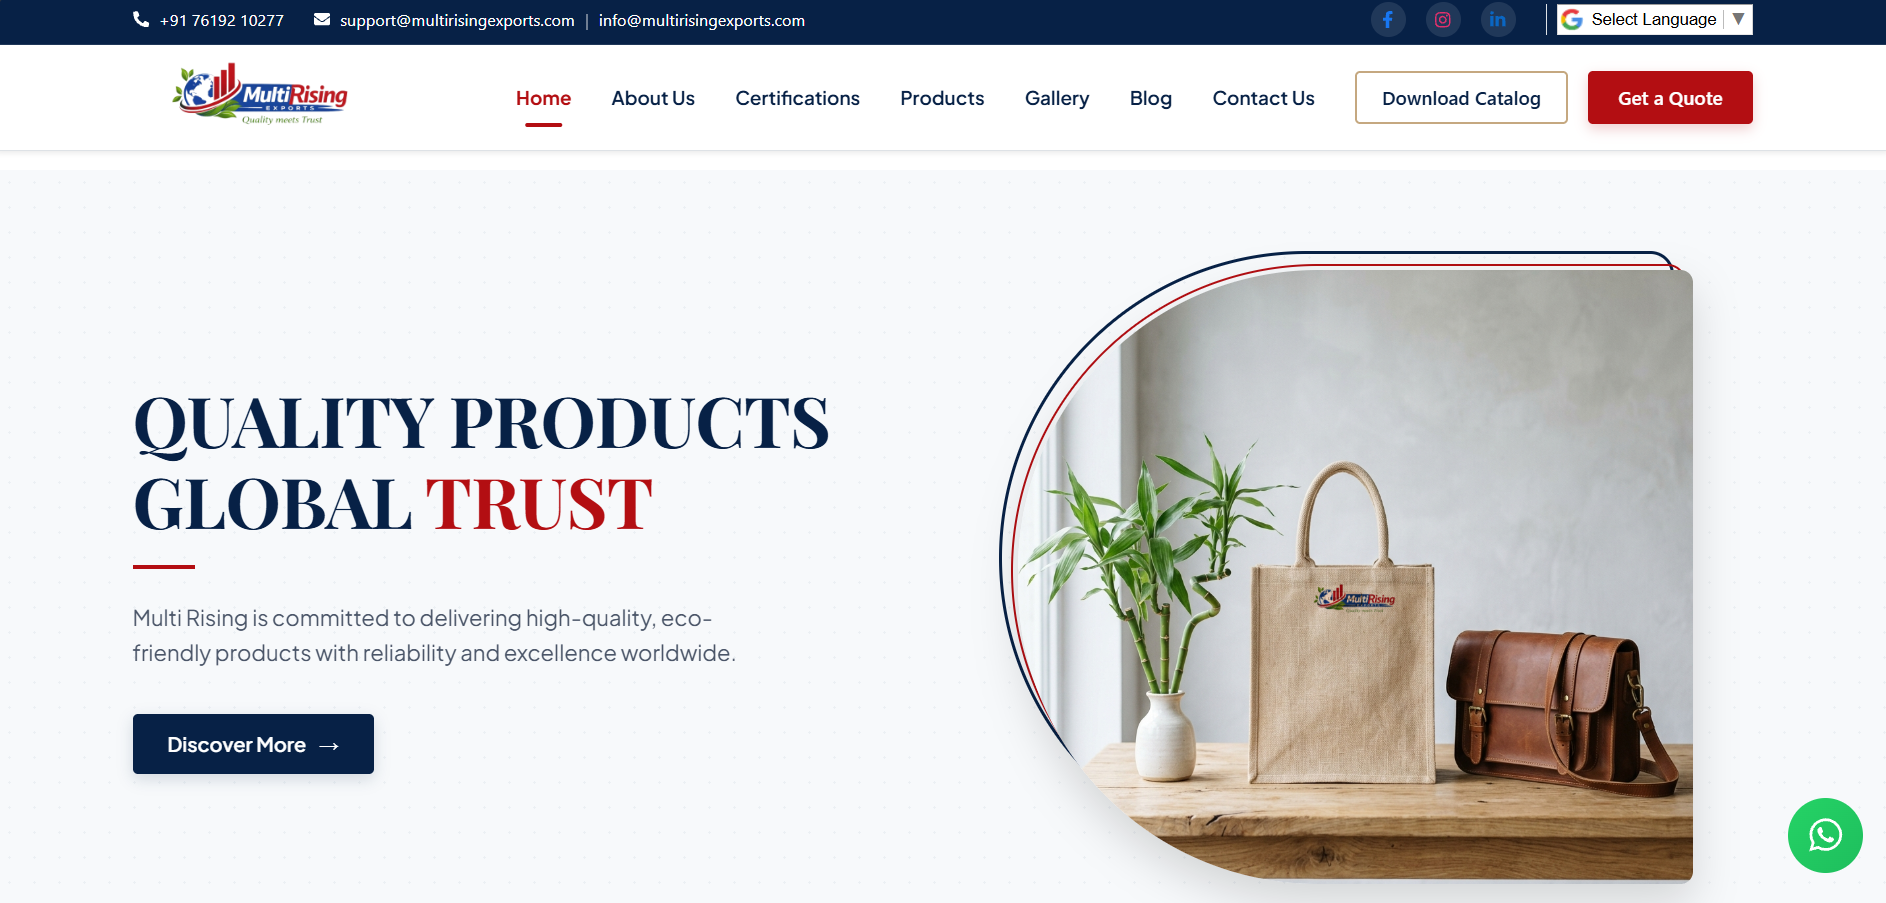 +91 76192 10277
support@multirisingexports.com | info@multirisingexports.com
Select Language ▼
MultiRising
EXPORTS
Quality meets Trust
Home
About Us
Certifications
Products
Gallery
Blog
Contact Us
Download Catalog
Get a Quote
QUALITY PRODUCTS
GLOBAL TRUST
Multi Rising is committed to delivering high-quality, eco-
friendly products with reliability and excellence worldwide.
Discover More →
MultiRising